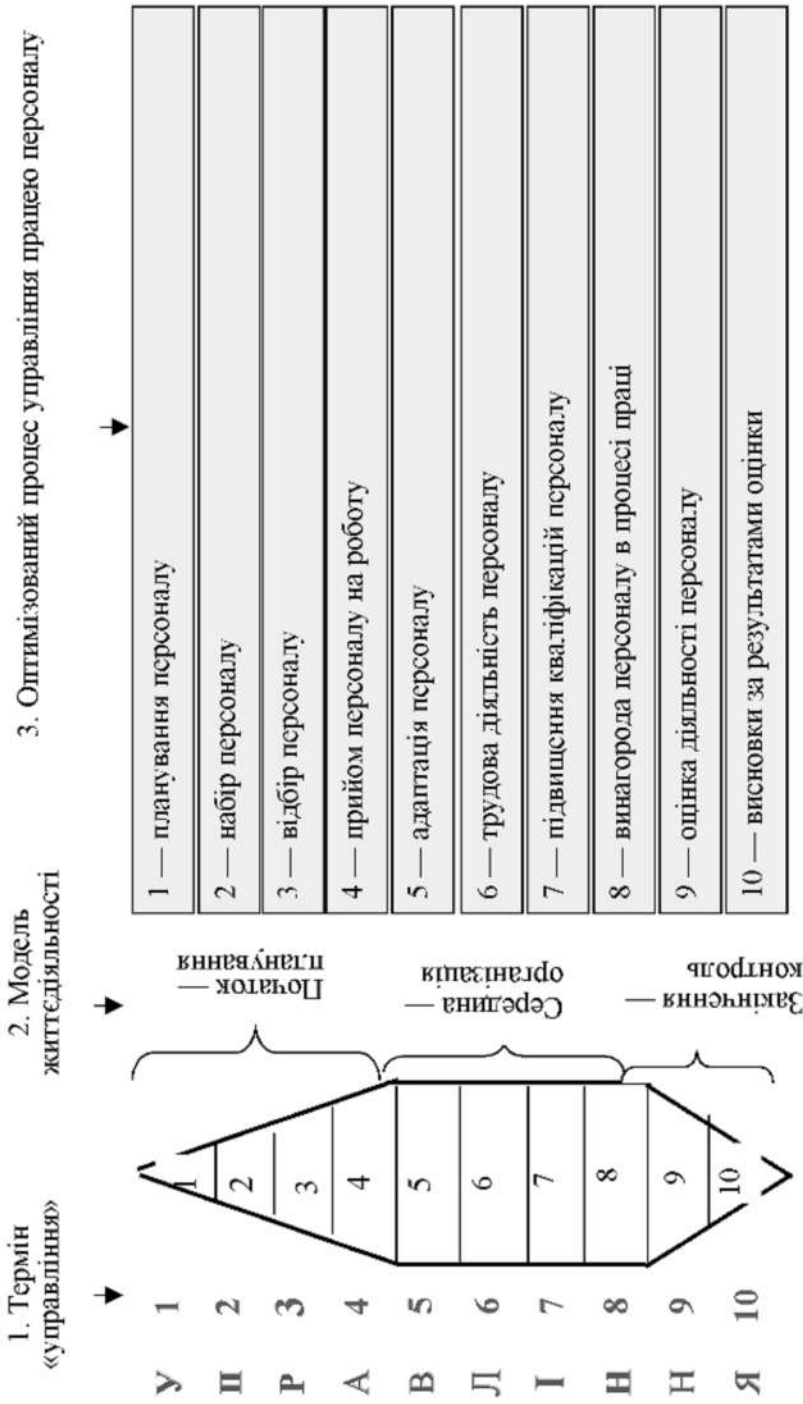 1. Термін
«управління»
2. Модель
життєдіяльності
3. Оптимізований процес управління працею персоналу
У 1
П 2
Р 3
А 4
В 5
Л 6
І 7
Н 8
Н 9
Я 10
1
2
3
4
5
6
7
8
9
10
Початок —
планування
Середина —
організація
Закінчення —
контроль
1 — планування персоналу
2 — набір персоналу
3 — відбір персоналу
4 — прийом персоналу на роботу
5 — адаптація персоналу
6 — трудова діяльність персоналу
7 — підвищення кваліфікацій персоналу
8 — винагорода персоналу в процесі праці
9 — оцінка діяльності персоналу
10 — висновки за результатами оцінки